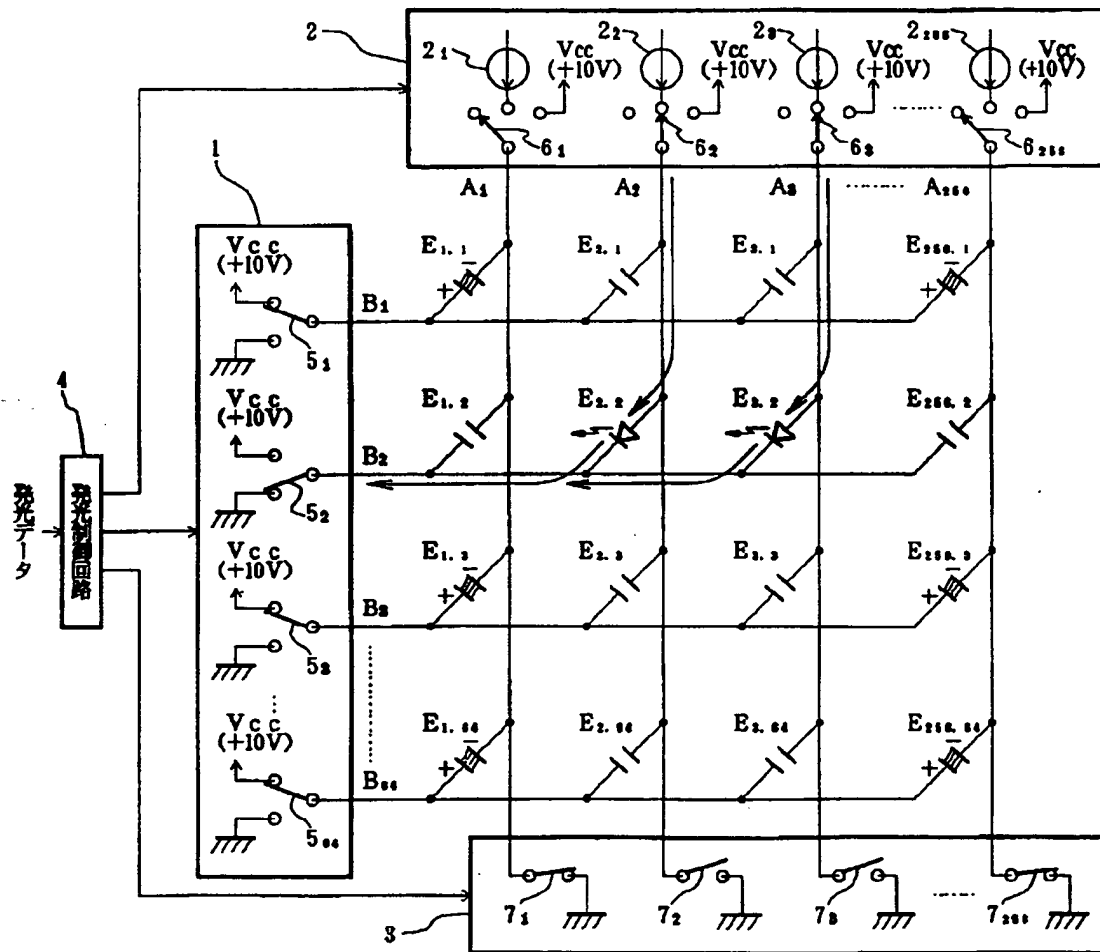 2
2₁
2₂
2₃
2₂₅₆
Vcc
(+10V)
Vcc
(+10V)
Vcc
(+10V)
Vcc
(+10V)
6₁
6₂
6₃
6₂₅₆
1
A₁
A₂
A₃
A₂₅₆
Vcc
(+10V)
B₁
5₁
E₁.₁
E₂.₁
E₃.₁
E₂₅₆.₁
+
−
+
−
4
発光データ
発光制御回路
Vcc
(+10V)
B₂
5₂
E₁.₂
E₂.₂
E₃.₂
E₂₅₆.₂
Vcc
(+10V)
B₃
5₃
E₁.₃
E₂.₃
E₃.₃
E₂₅₆.₃
+
−
+
−
Vcc
(+10V)
B₆₄
5₆₄
E₁.₆₄
E₂.₆₄
E₃.₆₄
E₂₅₆.₆₄
+
−
+
−
3
7₁
7₂
7₃
7₂₅₆